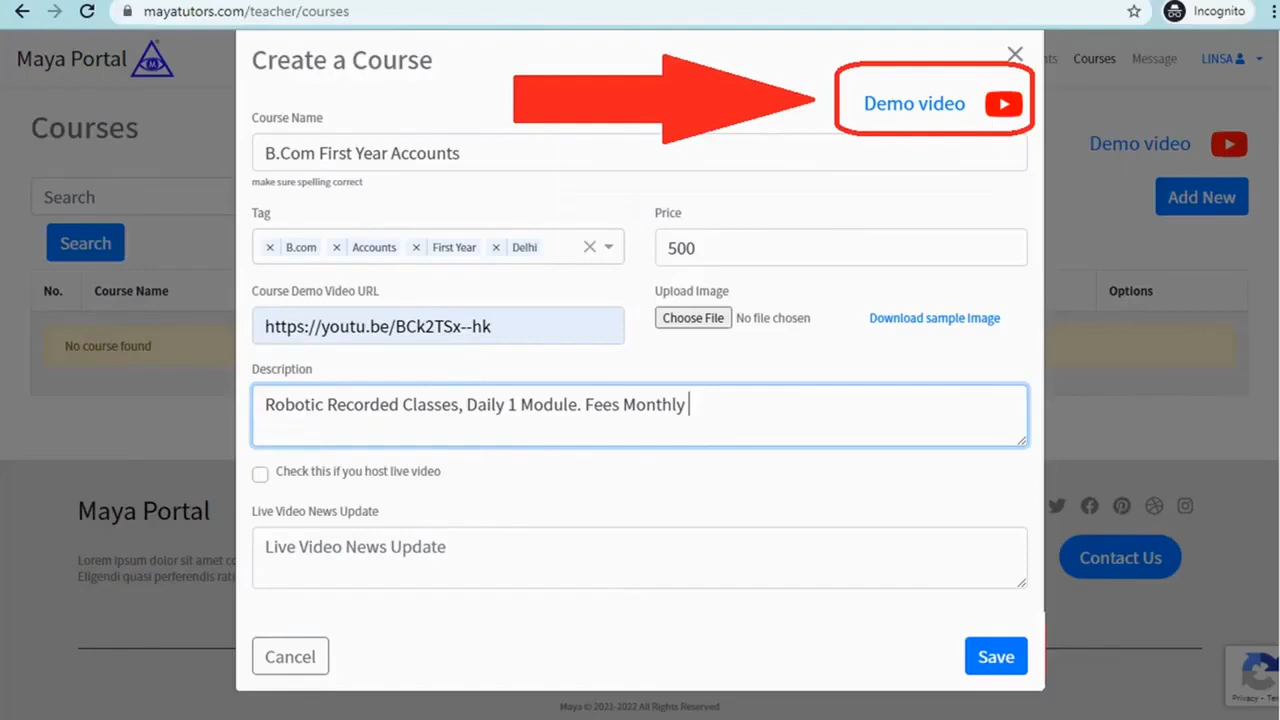 mayatutors.com/teacher/courses
Incognito
Maya Portal
M
Create a Course
Courses
Message
LINSA
Demo video
Course Name
Courses
B.Com First Year Accounts
Demo video
make sure spelling correct
Search
Add New
Tag
Price
× B.com × Accounts × First Year × Delhi
500
Search
No.
Course Name
Course Demo Video URL
Upload Image
Options
https://youtu.be/BCk2TSx--hk
Choose File No file chosen
Download sample Image
No course found
Description
Robotic Recorded Classes, Daily 1 Module. Fees Monthly
Check this if you host live video
Maya Portal
Live Video News Update
Live Video News Update
Lorem ipsum dolor sit amet
Eligendi quasi perferendis
Contact Us
Cancel
Save
Privacy
Maya © 2021-2022 All Rights Reserved